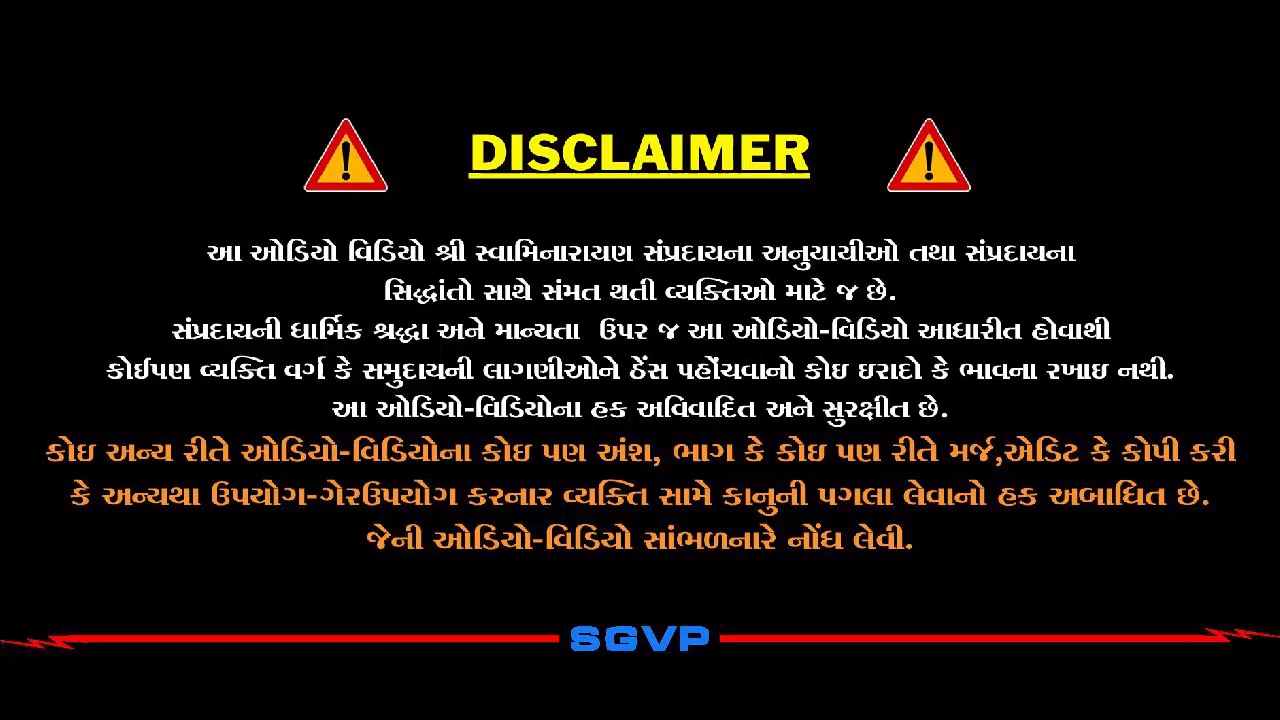 DISCLAIMER
આ ઓડિયો વિડિયો શ્રી સ્વામિનારાયણ સંપ્રદાયના અનુયાયીઓ તથા સંપ્રદાયના
સિદ્ધાંતો સાથે સંમત થતી વ્યક્તિઓ માટે જ છે.
સંપ્રદાયની ધાર્મિક શ્રદ્ધા અને માન્યતા ઉપર જ આ ઓડિયો-વિડિયો આધારીત હોવાથી
કોઈપણ વ્યક્તિ વર્ગ કે સમુદાયની લાગણીઓને ઠેંસ પહોંચવાનો કોઇ ઇરાદો કે ભાવના રખાઇ નથી.
આ ઓડિયો-વિડિયોના હક અવિવાદિત અને સુરક્ષીત છે.
કોઇ અન્ય રીતે ઓડિયો-વિડિયોના કોઇ પણ અંશ, ભાગ કે કોઇ પણ રીતે મર્જ,એડિટ કે કોપી કરી
કે અન્યથા ઉપયોગ-ગેરઉપયોગ કરનાર વ્યક્તિ સામે કાનુની પગલા લેવાનો હક અબાધિત છે.
જેની ઓડિયો-વિડિયો સાંભળનારે નોંધ લેવી.
SGVP